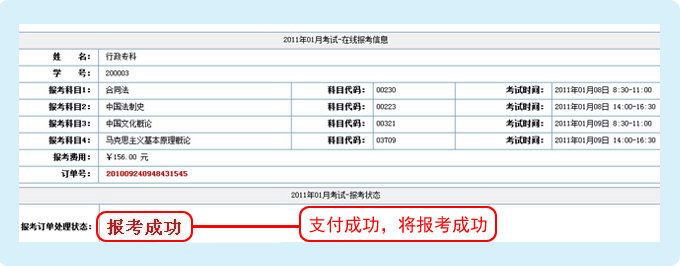 2011年01月考试-在线报考信息
姓 名： 行政专科
学 号： 200003
报考科目1： 合同法 科目代码： 00230 考试时间： 2011年01月08日 8:30-11:00
报考科目2： 中国法制史 科目代码： 00223 考试时间： 2011年01月08日 14:00-16:30
报考科目3： 中国文化概论 科目代码： 00321 考试时间： 2011年01月09日 8:30-11:00
报考科目4： 马克思主义基本原理概论 科目代码： 03709 考试时间： 2011年01月09日 14:00-16:30
报考费用： ￥156.00 元
订单号： 201009240948431545
2011年01月考试-报考状态
报考订单处理状态： 报考成功 支付成功，将报考成功